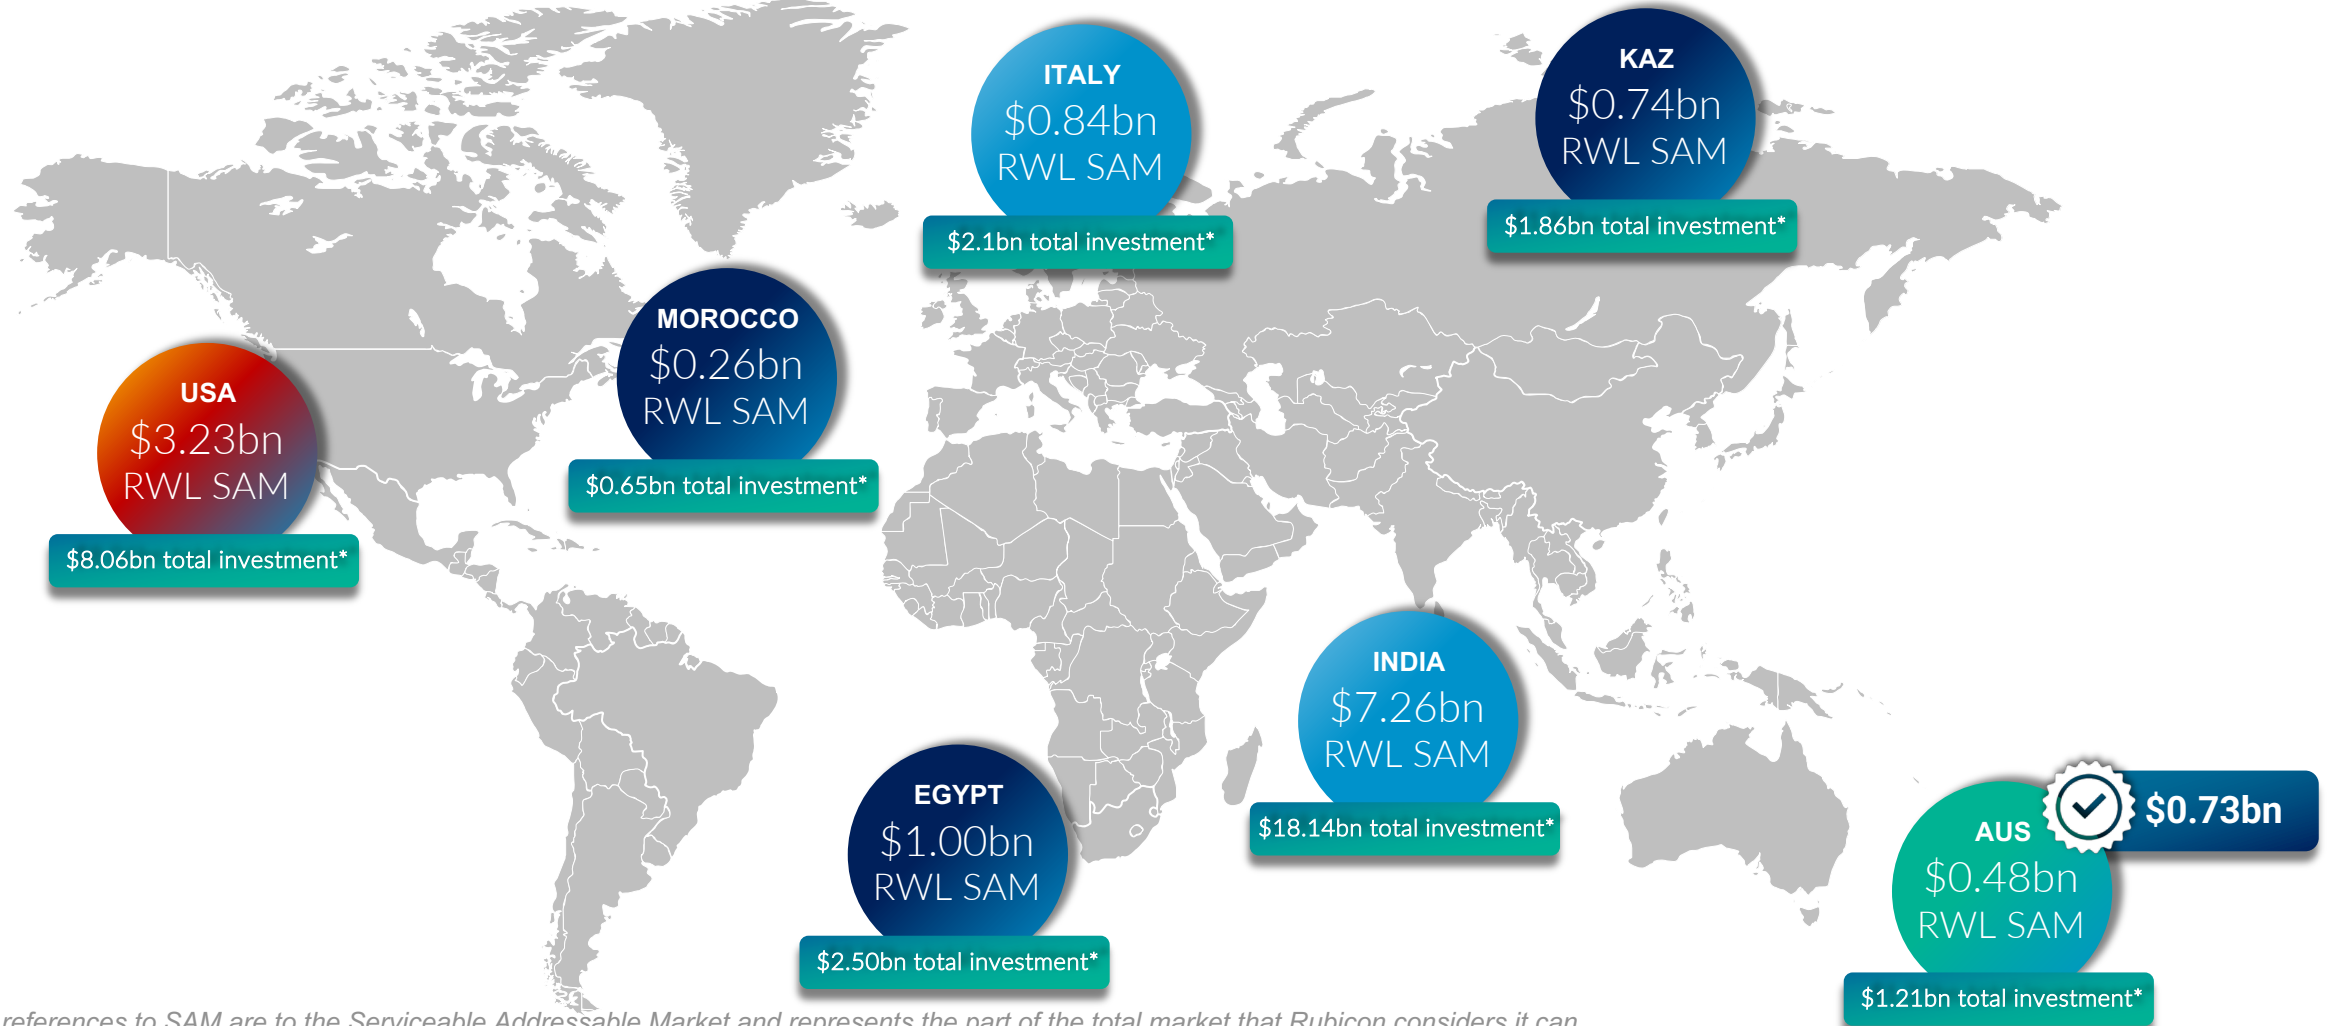 ITALY
$0.84bn
RWL SAM
$2.1bn total investment*
KAZ
$0.74bn
RWL SAM
$1.86bn total investment*
MOROCCO
$0.26bn
RWL SAM
$0.65bn total investment*
USA
$3.23bn
RWL SAM
$8.06bn total investment*
INDIA
$7.26bn
RWL SAM
$18.14bn total investment*
EGYPT
$1.00bn
RWL SAM
$2.50bn total investment*
$0.73bn
AUS
$0.48bn
RWL SAM
$1.21bn total investment*
references to SAM are to the Serviceable Addressable Market and represents the part of the total market that Rubicon considers it can